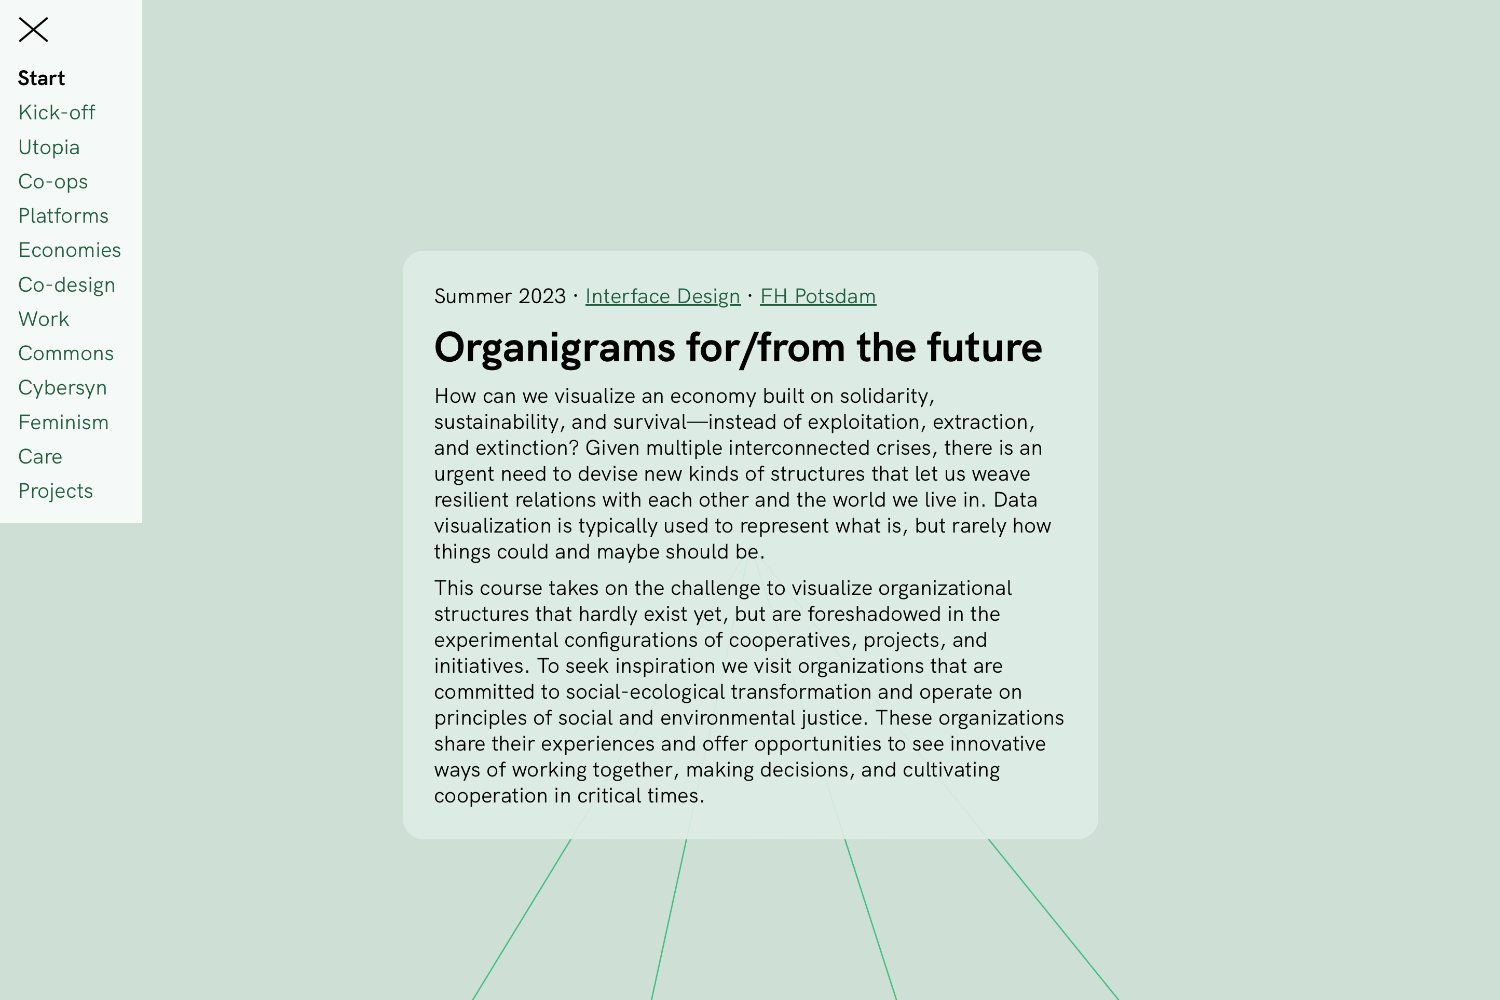 Start
Kick-off
Utopia
Co-ops
Platforms
Economies
Co-design
Work
Commons
Cybersyn
Feminism
Care
Projects
Summer 2023 · Interface Design · FH Potsdam
Organigrams for/from the future
How can we visualize an economy built on solidarity,
sustainability, and survival—instead of exploitation, extraction,
and extinction? Given multiple interconnected crises, there is an
urgent need to devise new kinds of structures that let us weave
resilient relations with each other and the world we live in. Data
visualization is typically used to represent what is, but rarely how
things could and maybe should be.
This course takes on the challenge to visualize organizational
structures that hardly exist yet, but are foreshadowed in the
experimental configurations of cooperatives, projects, and
initiatives. To seek inspiration we visit organizations that are
committed to social-ecological transformation and operate on
principles of social and environmental justice. These organizations
share their experiences and offer opportunities to see innovative
ways of working together, making decisions, and cultivating
cooperation in critical times.